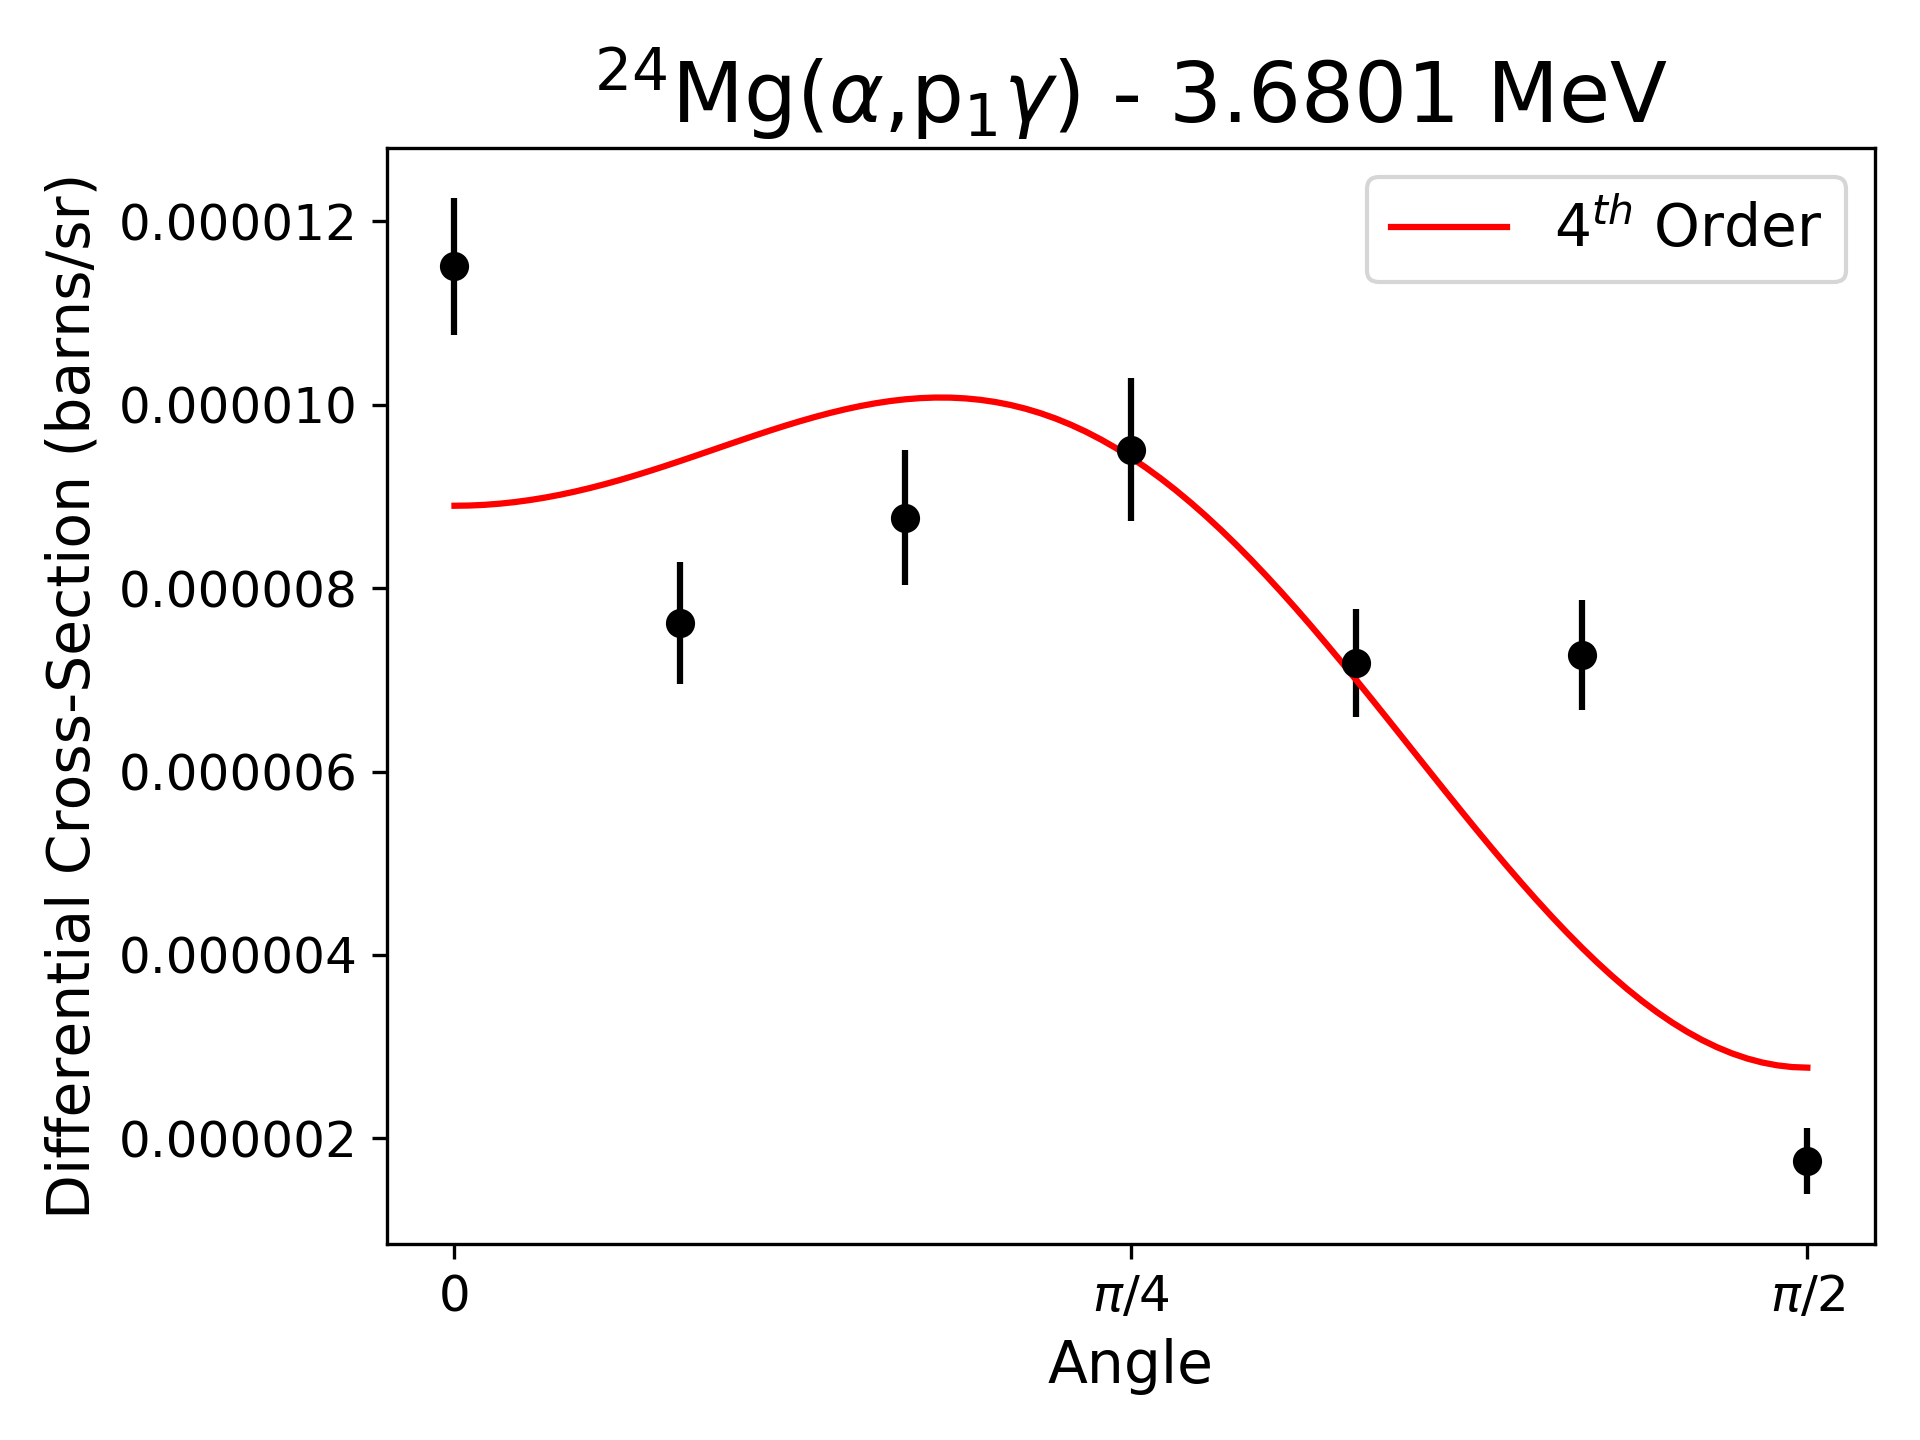 ²⁴Mg(α,p₁γ) - 3.6801 MeV
4ᵗʰ Order
Differential Cross-Section (barns/sr)
0.000012
0.000010
0.000008
0.000006
0.000004
0.000002
0
π/4
π/2
Angle